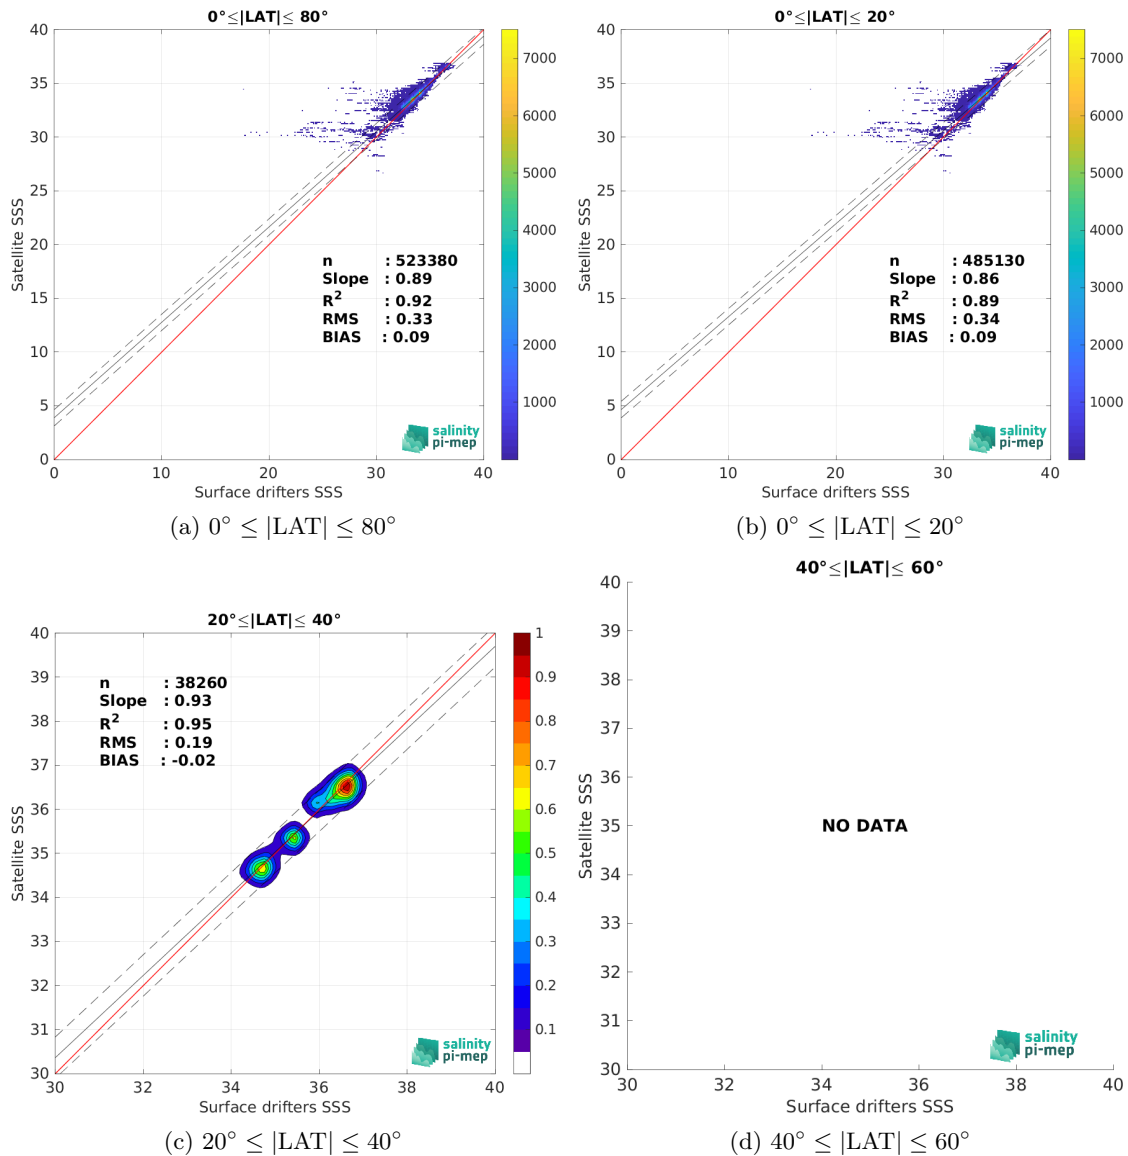 0°≤|LAT|≤ 80°
40
35
30
25
20
15
10
5
0
Satellite SSS
n : 523380
Slope : 0.89
R² : 0.92
RMS : 0.33
BIAS : 0.09
salinity
pi-mep
0 10 20 30 40
Surface drifters SSS
7000
6000
5000
4000
3000
2000
1000
(a) 0° ≤ |LAT| ≤ 80°
0°≤|LAT|≤ 20°
40
35
30
25
20
15
10
5
0
Satellite SSS
n : 485130
Slope : 0.86
R² : 0.89
RMS : 0.34
BIAS : 0.09
salinity
pi-mep
0 10 20 30 40
Surface drifters SSS
7000
6000
5000
4000
3000
2000
1000
(b) 0° ≤ |LAT| ≤ 20°
20°≤|LAT|≤ 40°
40
39
38
37
36
35
34
33
32
31
30
Satellite SSS
n : 38260
Slope : 0.93
R² : 0.95
RMS : 0.19
BIAS : -0.02
salinity
pi-mep
30 32 34 36 38 40
Surface drifters SSS
1
0.9
0.8
0.7
0.6
0.5
0.4
0.3
0.2
0.1
(c) 20° ≤ |LAT| ≤ 40°
40°≤|LAT|≤ 60°
40
39
38
37
36
35
34
33
32
31
30
Satellite SSS
NO DATA
salinity
pi-mep
30 32 34 36 38 40
Surface drifters SSS
(d) 40° ≤ |LAT| ≤ 60°